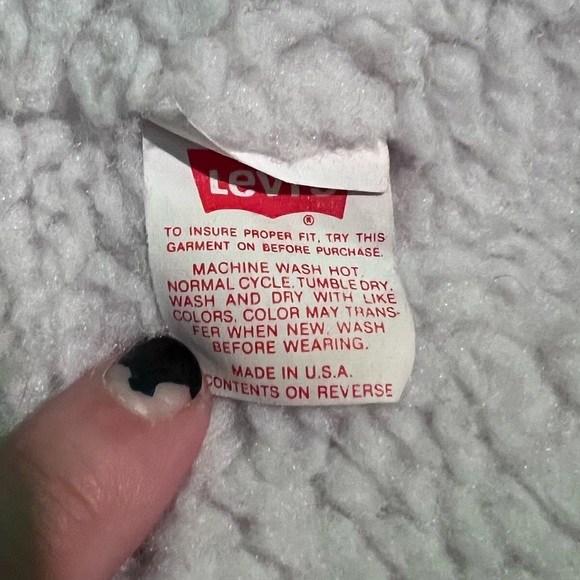 Levi's
®
TO INSURE PROPER FIT, TRY THIS
GARMENT ON BEFORE PURCHASE.
MACHINE WASH HOT,
NORMAL CYCLE, TUMBLE DRY.
WASH AND DRY WITH LIKE
COLORS, COLOR MAY TRANS-
FER WHEN NEW. WASH
BEFORE WEARING.
MADE IN U.S.A.
CONTENTS ON REVERSE